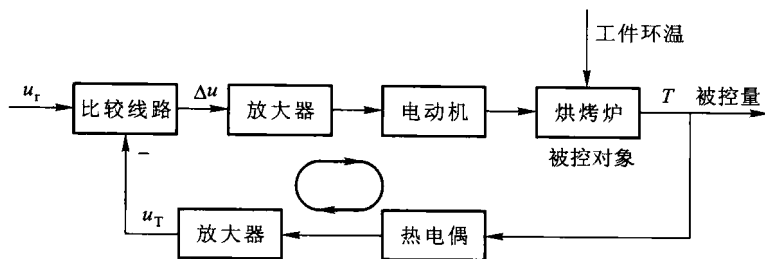 工件环温
u_r
比较线路
Δu
放大器
电动机
烘烤炉
T
被控量
被控对象
−
u_T
放大器
热电偶